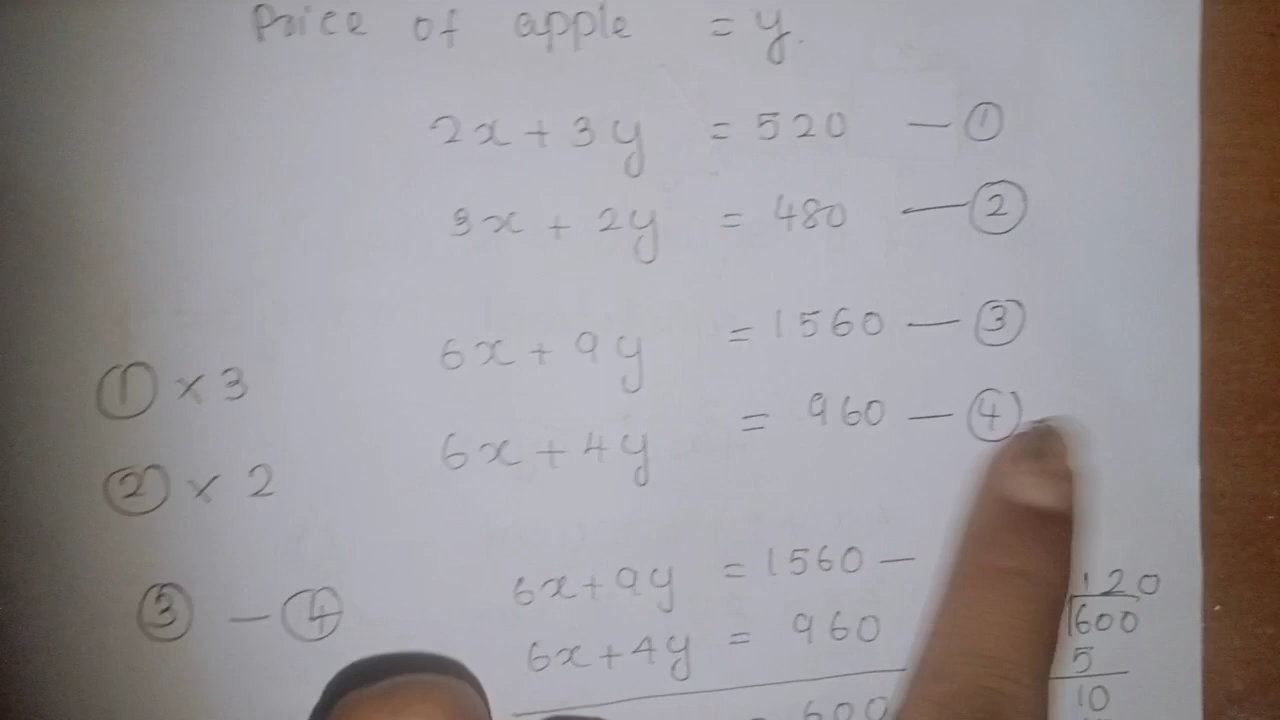 Price of apple = y.
2x + 3y = 520 — ①
3x + 2y = 480 — ②
6x + 9y = 1560 — ③
① × 3
6x + 4y = 960 — ④
② × 2
6x + 9y = 1560 —
③ — ④
6x + 4y = 960
600
120
600
5
10